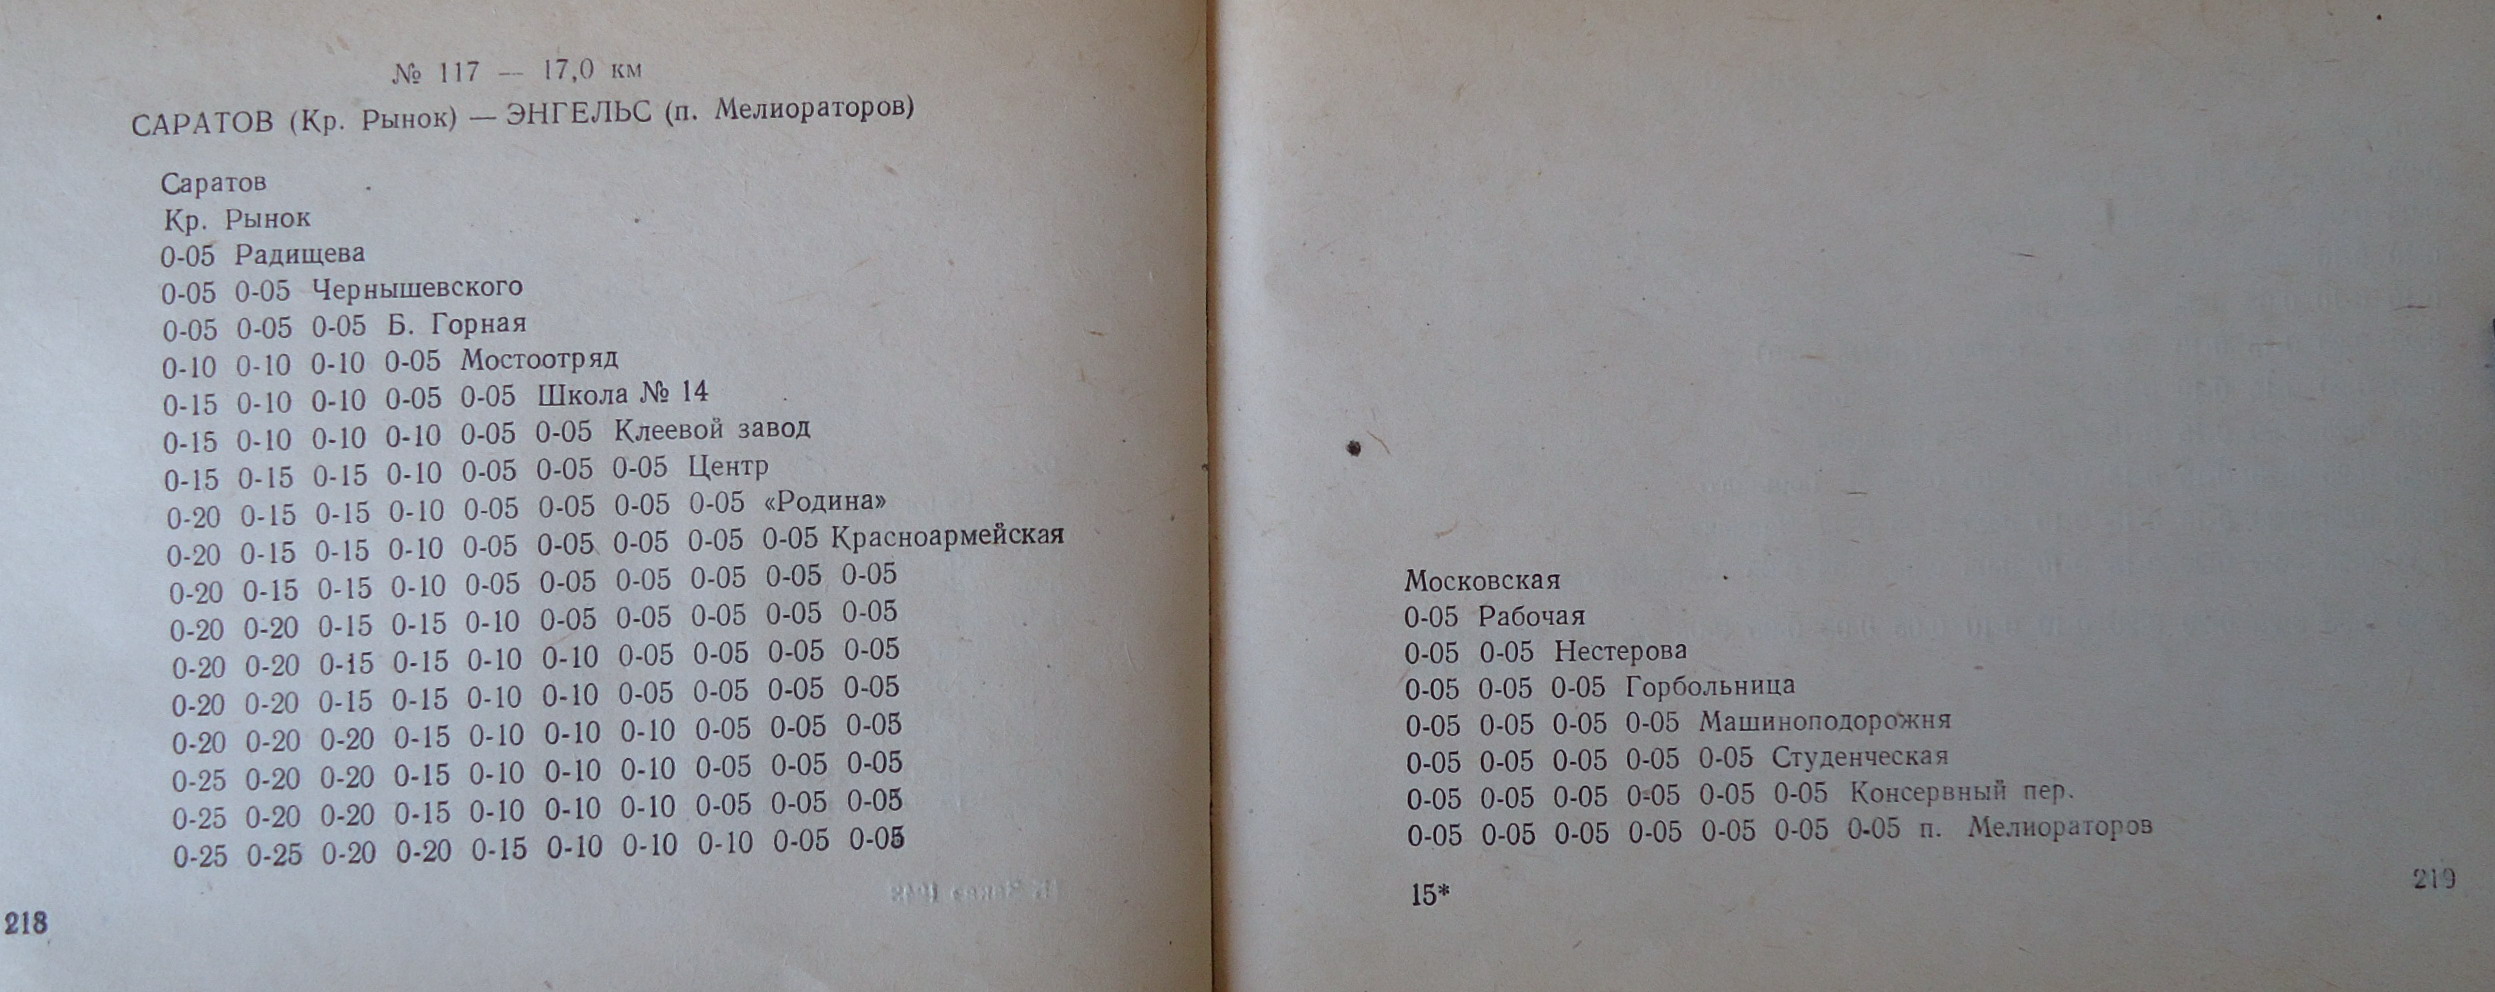 № 117 — 17,0 км
САРАТОВ (Кр. Рынок) — ЭНГЕЛЬС (п. Мелиораторов)
Саратов
Кр. Рынок
0-05 Радищева
0-05 0-05 Чернышевского
0-05 0-05 0-05 Б. Горная
0-10 0-10 0-10 0-05 Мостоотряд
0-15 0-10 0-10 0-05 0-05 Школа № 14
0-15 0-10 0-10 0-10 0-05 0-05 Клеевой завод
0-15 0-15 0-15 0-10 0-05 0-05 0-05 Центр
0-20 0-15 0-15 0-10 0-05 0-05 0-05 0-05 «Родина»
0-20 0-15 0-15 0-10 0-05 0-05 0-05 0-05 0-05 Красноармейская
0-20 0-15 0-15 0-10 0-05 0-05 0-05 0-05 0-05 0-05
0-20 0-20 0-15 0-15 0-10 0-05 0-05 0-05 0-05 0-05
0-20 0-20 0-15 0-15 0-10 0-10 0-05 0-05 0-05 0-05
0-20 0-20 0-15 0-15 0-10 0-10 0-05 0-05 0-05 0-05
0-20 0-20 0-20 0-15 0-10 0-10 0-10 0-05 0-05 0-05
0-25 0-20 0-20 0-15 0-10 0-10 0-10 0-05 0-05 0-05
0-25 0-20 0-20 0-15 0-10 0-10 0-10 0-05 0-05 0-05
0-25 0-25 0-20 0-20 0-15 0-10 0-10 0-10 0-05 0-05
218
Московская
0-05 Рабочая
0-05 0-05 Нестерова
0-05 0-05 0-05 Горбольница
0-05 0-05 0-05 0-05 Машиноподорожня
0-05 0-05 0-05 0-05 0-05 Студенческая
0-05 0-05 0-05 0-05 0-05 0-05 Консервный пер.
0-05 0-05 0-05 0-05 0-05 0-05 0-05 п. Мелиораторов
15*
219